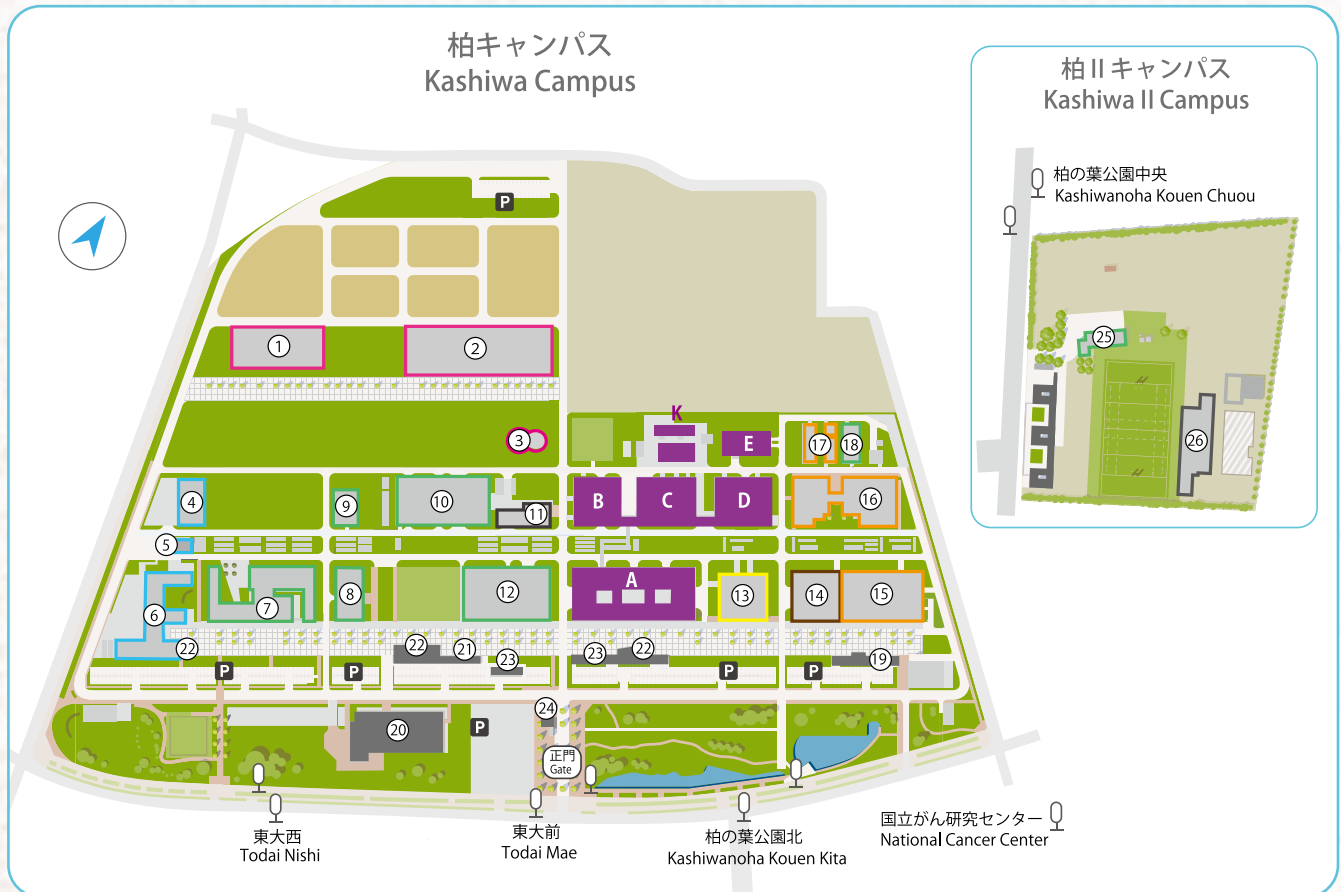 柏キャンパス
Kashiwa Campus
柏Ⅱキャンパス
Kashiwa II Campus
柏の葉公園中央
Kashiwanoha Kouen Chuou
P
1
2
25
26
3
K
E
17
18
4
9
10
11
B
C
D
16
5
6
7
8
12
A
13
14
15
22
22
21
23
23
22
19
P
P
P
P
24
20
P
正門
Gate
東大西
Todai Nishi
東大前
Todai Mae
柏の葉公園北
Kashiwanoha Kouen Kita
国立がん研究センター
National Cancer Center